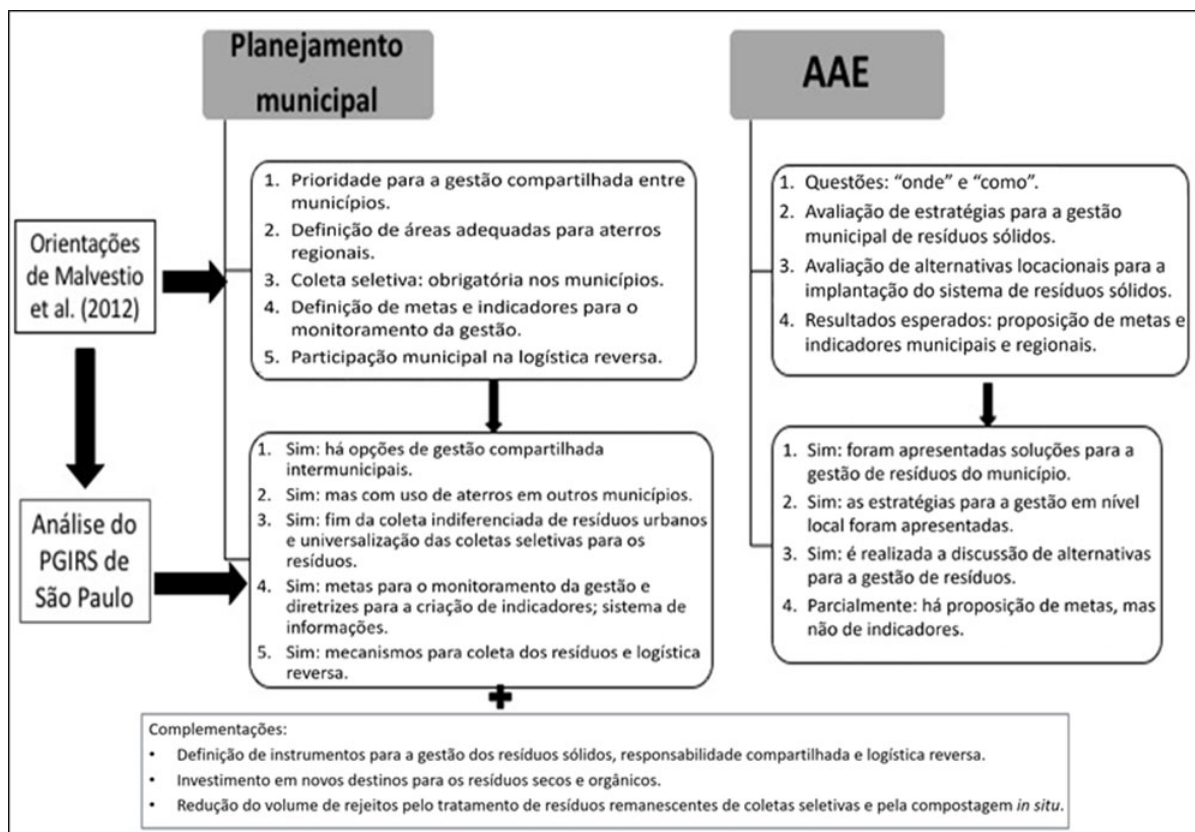 Planejamento
municipal
AAE
Orientações
de Malvestio
et al. (2012)
1. Prioridade para a gestão compartilhada entre
municípios.
2. Definição de áreas adequadas para aterros
regionais.
3. Coleta seletiva: obrigatória nos municípios.
4. Definição de metas e indicadores para o
monitoramento da gestão.
5. Participação municipal na logística reversa.
1. Questões: “onde” e “como”.
2. Avaliação de estratégias para a gestão
municipal de resíduos sólidos.
3. Avaliação de alternativas locacionais para a
implantação do sistema de resíduos sólidos.
4. Resultados esperados: proposição de metas e
indicadores municipais e regionais.
Análise do
PGIRS de
São Paulo
1. Sim: há opções de gestão compartilhada
intermunicipais.
2. Sim: mas com uso de aterros em outros municípios.
3. Sim: fim da coleta indiferenciada de resíduos urbanos
e universalização das coletas seletivas para os
resíduos.
4. Sim: metas para o monitoramento da gestão e
diretrizes para a criação de indicadores; sistema de
informações.
5. Sim: mecanismos para coleta dos resíduos e logística
reversa.
1. Sim: foram apresentadas soluções para a
gestão de resíduos do município.
2. Sim: as estratégias para a gestão em nível
local foram apresentadas.
3. Sim: é realizada a discussão de alternativas
para a gestão de resíduos.
4. Parcialmente: há proposição de metas, mas
não de indicadores.
Complementações:
• Definição de instrumentos para a gestão dos resíduos sólidos, responsabilidade compartilhada e logística reversa.
• Investimento em novos destinos para os resíduos secos e orgânicos.
• Redução do volume de rejeitos pelo tratamento de resíduos remanescentes de coletas seletivas e pela compostagem in situ.